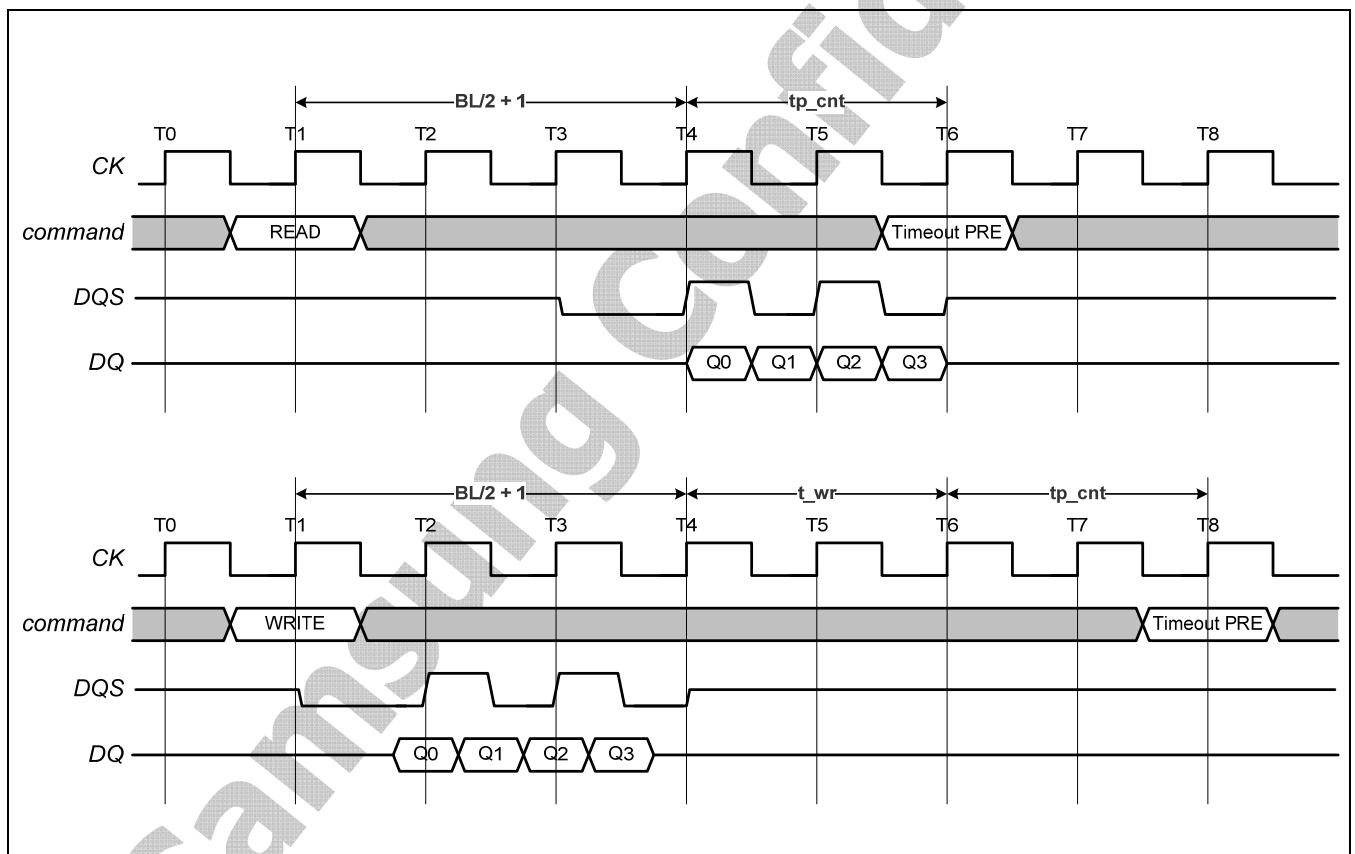 BL/2 + 1 tp_cnt
T0 T1 T2 T3 T4 T5 T6 T7 T8
CK
command READ Timeout PRE
DQS
DQ Q0 Q1 Q2 Q3
BL/2 + 1 t_wr tp_cnt
T0 T1 T2 T3 T4 T5 T6 T7 T8
CK
command WRITE Timeout PRE
DQS
DQ Q0 Q1 Q2 Q3
Samsung Confid